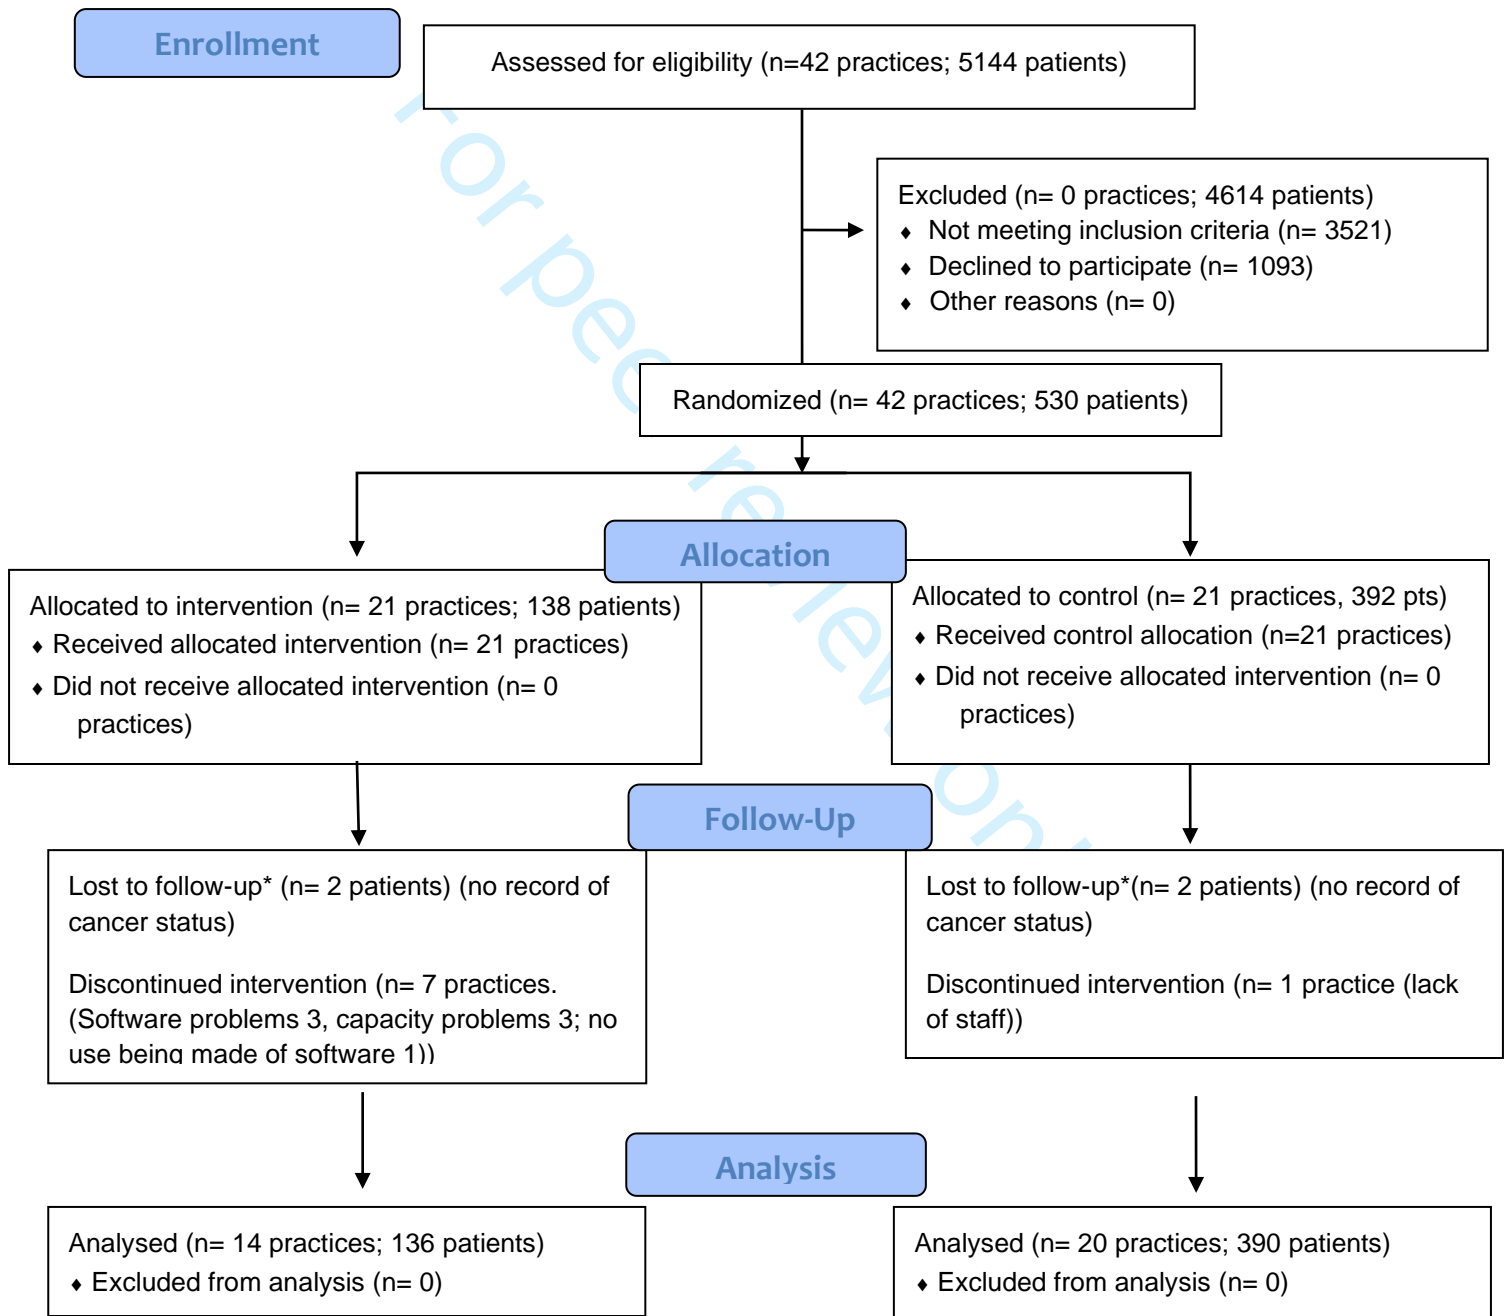 Enrollment
Assessed for eligibility (n=42 practices; 5144 patients)
Excluded (n= 0 practices; 4614 patients)
♦ Not meeting inclusion criteria (n= 3521)
♦ Declined to participate (n= 1093)
♦ Other reasons (n= 0)
Randomized (n= 42 practices; 530 patients)
Allocation
Allocated to intervention (n= 21 practices; 138 patients)
♦ Received allocated intervention (n= 21 practices)
♦ Did not receive allocated intervention (n= 0
practices)
Allocated to control (n= 21 practices, 392 pts)
♦ Received control allocation (n=21 practices)
♦ Did not receive allocated intervention (n= 0
practices)
Follow-Up
Lost to follow-up* (n= 2 patients) (no record of
cancer status)
Discontinued intervention (n= 7 practices.
(Software problems 3, capacity problems 3; no
use being made of software 1))
Lost to follow-up*(n= 2 patients) (no record of
cancer status)
Discontinued intervention (n= 1 practice (lack
of staff))
Analysis
Analysed (n= 14 practices; 136 patients)
♦ Excluded from analysis (n= 0)
Analysed (n= 20 practices; 390 patients)
♦ Excluded from analysis (n= 0)
For peer review on